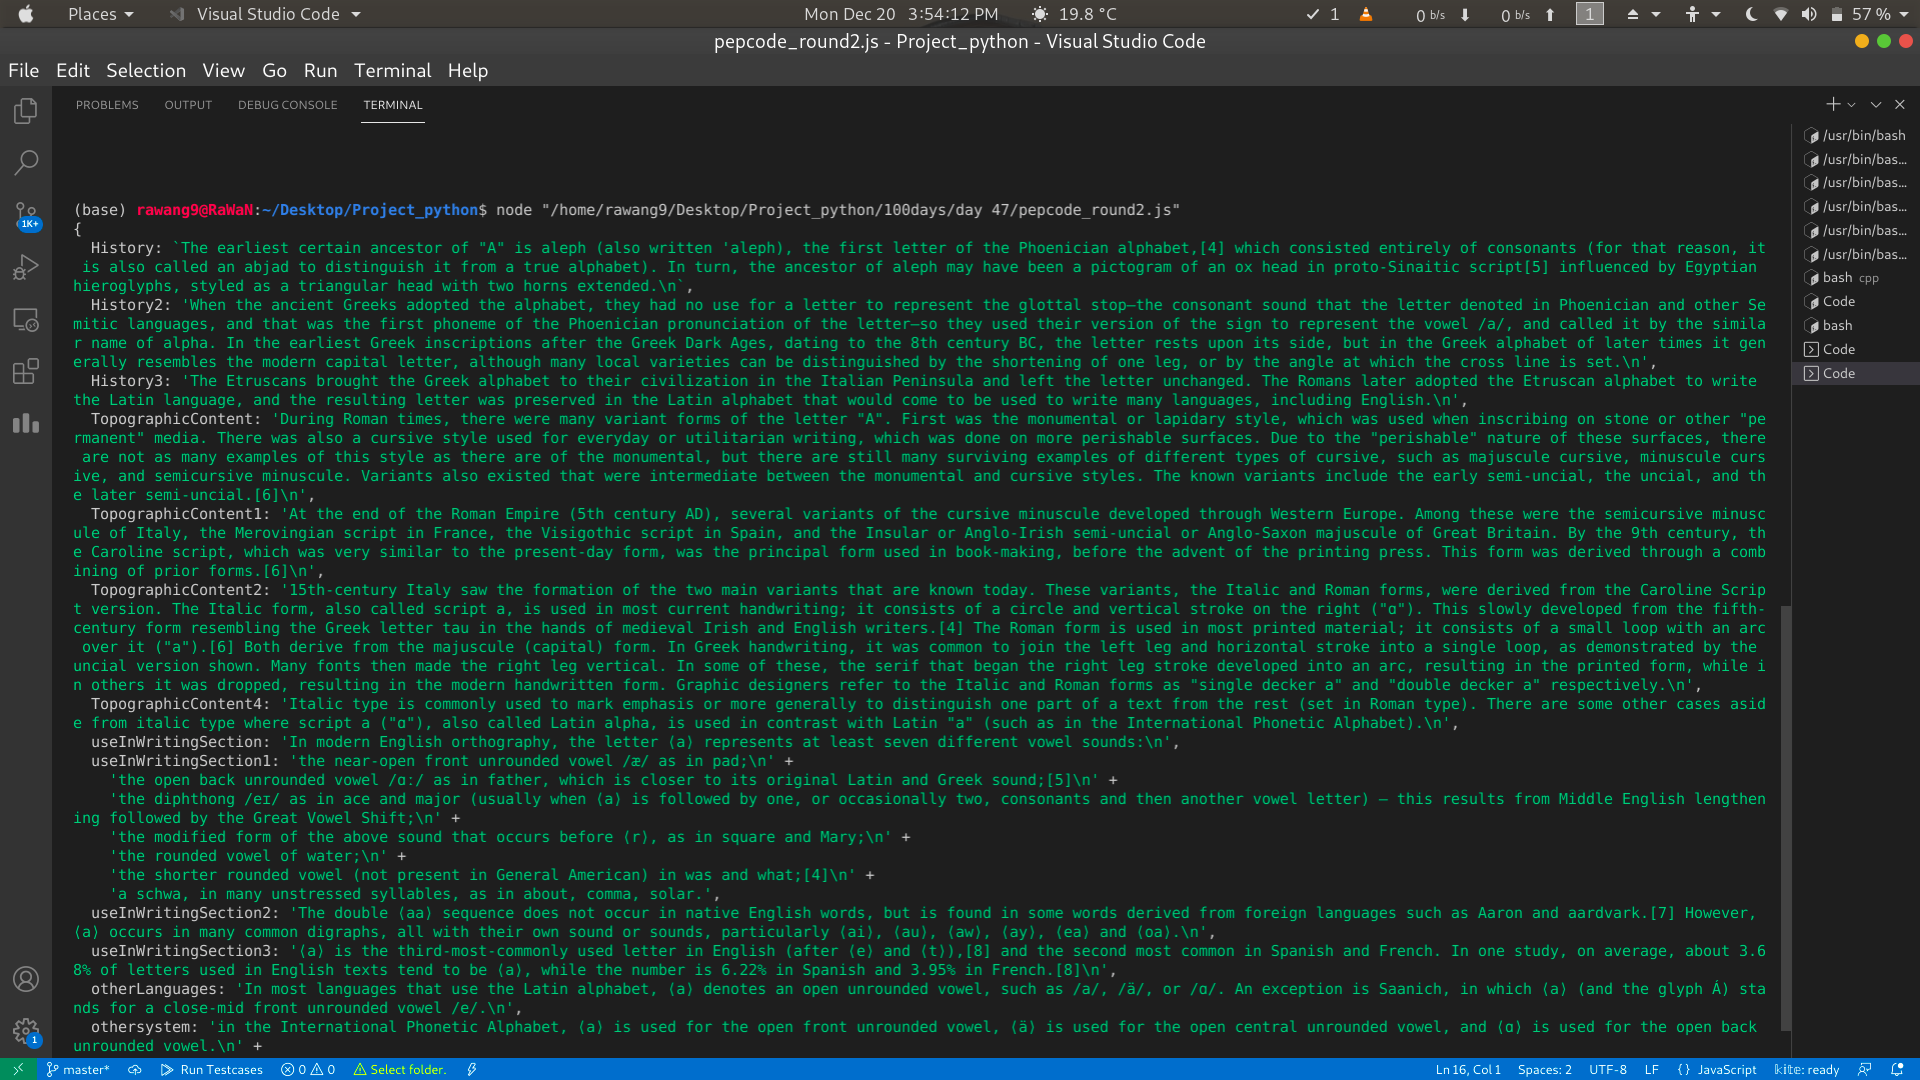 Places
Visual Studio Code
Mon Dec 20 3:54:12 PM
19.8 °C
1
0 b/s
0 b/s
1
57 %
pepcode_round2.js - Project_python - Visual Studio Code
File Edit Selection View Go Run Terminal Help
PROBLEMS OUTPUT DEBUG CONSOLE TERMINAL
1K+
(base) rawang9@RaWaN:~/Desktop/Project_python$ node "/home/rawang9/Desktop/Project_python/100days/day 47/pepcode_round2.js"
{
  History: `The earliest certain ancestor of "A" is aleph (also written 'aleph), the first letter of the Phoenician alphabet,[4] which consisted entirely of consonants (for that reason, it
 is also called an abjad to distinguish it from a true alphabet). In turn, the ancestor of aleph may have been a pictogram of an ox head in proto-Sinaitic script[5] influenced by Egyptian
hieroglyphs, styled as a triangular head with two horns extended.\n`,
  History2: 'When the ancient Greeks adopted the alphabet, they had no use for a letter to represent the glottal stop—the consonant sound that the letter denoted in Phoenician and other Se
mitic languages, and that was the first phoneme of the Phoenician pronunciation of the letter—so they used their version of the sign to represent the vowel /a/, and called it by the simila
r name of alpha. In the earliest Greek inscriptions after the Greek Dark Ages, dating to the 8th century BC, the letter rests upon its side, but in the Greek alphabet of later times it gen
erally resembles the modern capital letter, although many local varieties can be distinguished by the shortening of one leg, or by the angle at which the cross line is set.\n',
  History3: 'The Etruscans brought the Greek alphabet to their civilization in the Italian Peninsula and left the letter unchanged. The Romans later adopted the Etruscan alphabet to write
the Latin language, and the resulting letter was preserved in the Latin alphabet that would come to be used to write many languages, including English.\n',
  TopographicContent: 'During Roman times, there were many variant forms of the letter "A". First was the monumental or lapidary style, which was used when inscribing on stone or other "pe
rmanent" media. There was also a cursive style used for everyday or utilitarian writing, which was done on more perishable surfaces. Due to the "perishable" nature of these surfaces, there
 are not as many examples of this style as there are of the monumental, but there are still many surviving examples of different types of cursive, such as majuscule cursive, minuscule curs
ive, and semicursive minuscule. Variants also existed that were intermediate between the monumental and cursive styles. The known variants include the early semi-uncial, the uncial, and th
e later semi-uncial.[6]\n',
  TopographicContent1: 'At the end of the Roman Empire (5th century AD), several variants of the cursive minuscule developed through Western Europe. Among these were the semicursive minusc
ule of Italy, the Merovingian script in France, the Visigothic script in Spain, and the Insular or Anglo-Irish semi-uncial or Anglo-Saxon majuscule of Great Britain. By the 9th century, th
e Caroline script, which was very similar to the present-day form, was the principal form used in book-making, before the advent of the printing press. This form was derived through a comb
ining of prior forms.[6]\n',
  TopographicContent2: '15th-century Italy saw the formation of the two main variants that are known today. These variants, the Italic and Roman forms, were derived from the Caroline Scrip
t version. The Italic form, also called script a, is used in most current handwriting; it consists of a circle and vertical stroke on the right ("ɑ"). This slowly developed from the fifth-
century form resembling the Greek letter tau in the hands of medieval Irish and English writers.[4] The Roman form is used in most printed material; it consists of a small loop with an arc
 over it ("a").[6] Both derive from the majuscule (capital) form. In Greek handwriting, it was common to join the left leg and horizontal stroke into a single loop, as demonstrated by the
uncial version shown. Many fonts then made the right leg vertical. In some of these, the serif that began the right leg stroke developed into an arc, resulting in the printed form, while i
n others it was dropped, resulting in the modern handwritten form. Graphic designers refer to the Italic and Roman forms as "single decker a" and "double decker a" respectively.\n',
  TopographicContent4: 'Italic type is commonly used to mark emphasis or more generally to distinguish one part of a text from the rest (set in Roman type). There are some other cases asid
e from italic type where script a ("ɑ"), also called Latin alpha, is used in contrast with Latin "a" (such as in the International Phonetic Alphabet).\n',
  useInWritingSection: 'In modern English orthography, the letter ⟨a⟩ represents at least seven different vowel sounds:\n',
  useInWritingSection1: 'the near-open front unrounded vowel /æ/ as in pad;\n' +
    'the open back unrounded vowel /ɑː/ as in father, which is closer to its original Latin and Greek sound;[5]\n' +
    'the diphthong /eɪ/ as in ace and major (usually when ⟨a⟩ is followed by one, or occasionally two, consonants and then another vowel letter) – this results from Middle English lengthen
ing followed by the Great Vowel Shift;\n' +
    'the modified form of the above sound that occurs before ⟨r⟩, as in square and Mary;\n' +
    'the rounded vowel of water;\n' +
    'the shorter rounded vowel (not present in General American) in was and what;[4]\n' +
    'a schwa, in many unstressed syllables, as in about, comma, solar.',
  useInWritingSection2: 'The double ⟨aa⟩ sequence does not occur in native English words, but is found in some words derived from foreign languages such as Aaron and aardvark.[7] However,
⟨a⟩ occurs in many common digraphs, all with their own sound or sounds, particularly ⟨ai⟩, ⟨au⟩, ⟨aw⟩, ⟨ay⟩, ⟨ea⟩ and ⟨oa⟩.\n',
  useInWritingSection3: '⟨a⟩ is the third-most-commonly used letter in English (after ⟨e⟩ and ⟨t⟩),[8] and the second most common in Spanish and French. In one study, on average, about 3.6
8% of letters used in English texts tend to be ⟨a⟩, while the number is 6.22% in Spanish and 3.95% in French.[8]\n',
  otherLanguages: 'In most languages that use the Latin alphabet, ⟨a⟩ denotes an open unrounded vowel, such as /a/, /ä/, or /ɑ/. An exception is Saanich, in which ⟨a⟩ (and the glyph Á) sta
nds for a close-mid front unrounded vowel /e/.\n',
  othersystem: 'in the International Phonetic Alphabet, ⟨a⟩ is used for the open front unrounded vowel, ⟨ä⟩ is used for the open central unrounded vowel, and ⟨ɑ⟩ is used for the open back
unrounded vowel.\n' +
/usr/bin/bash
/usr/bin/bas...
/usr/bin/bas...
/usr/bin/bas...
/usr/bin/bas...
/usr/bin/bas...
bash cpp
Code
bash
Code
Code
1
master*
Run Testcases
0
0
Select folder.
Ln 16, Col 1
Spaces: 2
UTF-8
LF
{ } JavaScript
kite: ready